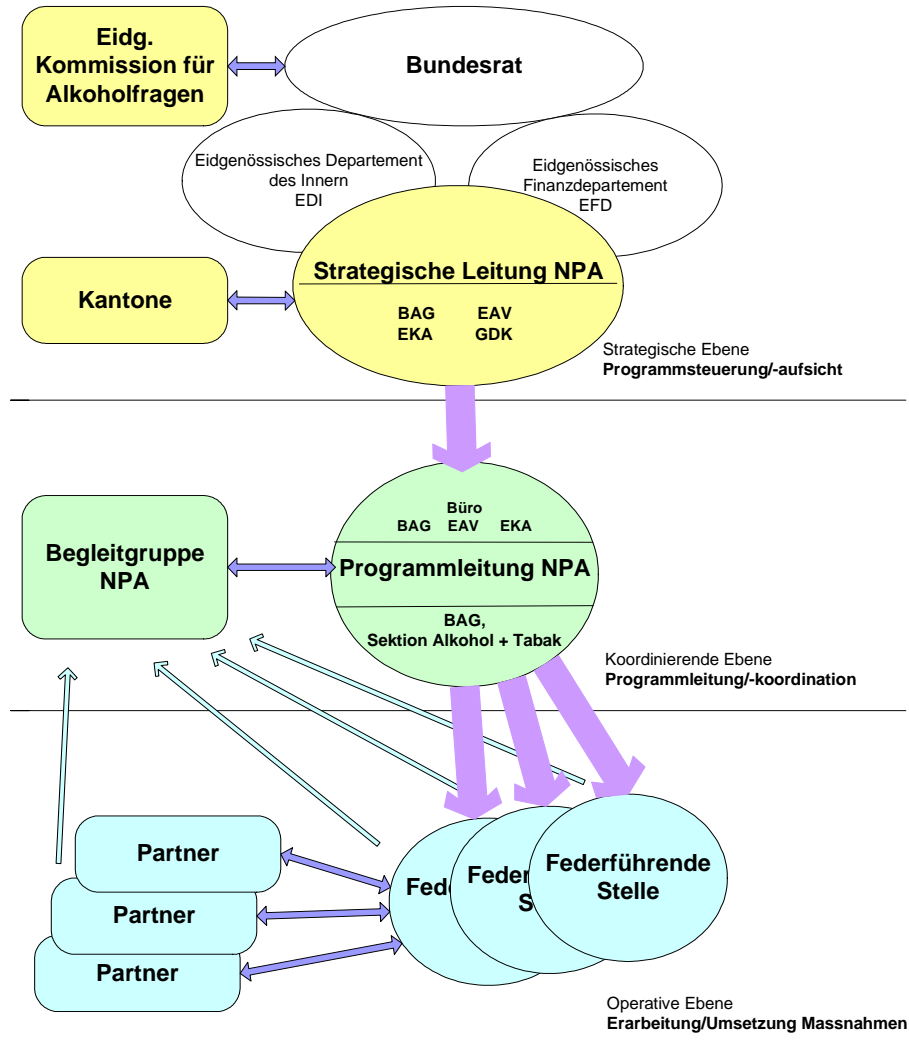 Eidg.
Kommission für
Alkoholfragen
Bundesrat
Eidgenössisches Departement
des Innern
EDI
Eidgenössisches
Finanzdepartement
EFD
Strategische Leitung NPA
BAG EAV
EKA GDK
Kantone
Strategische Ebene
Programmsteuerung/-aufsicht
Büro
BAG EAV EKA
Begleitgruppe
NPA
Programmleitung NPA
BAG,
Sektion Alkohol + Tabak
Koordinierende Ebene
Programmleitung/-koordination
Partner
Partner
Partner
Fed
Feder
S
Federführende
Stelle
Operative Ebene
Erarbeitung/Umsetzung Massnahmen